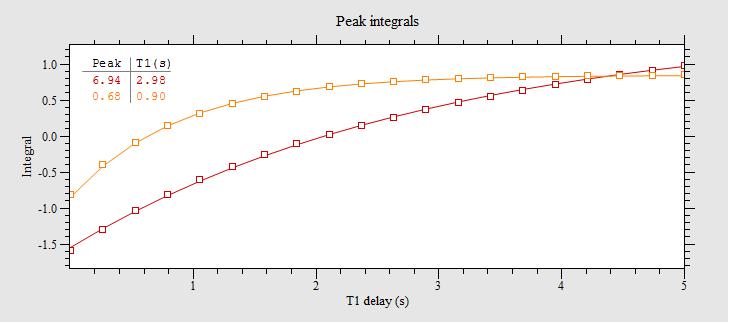 Peak integrals
Peak T1(s)
6.94 2.98
0.68 0.90
1.0
0.5
0.0
-0.5
-1.0
-1.5
Integral
1 2 3 4 5
T1 delay (s)